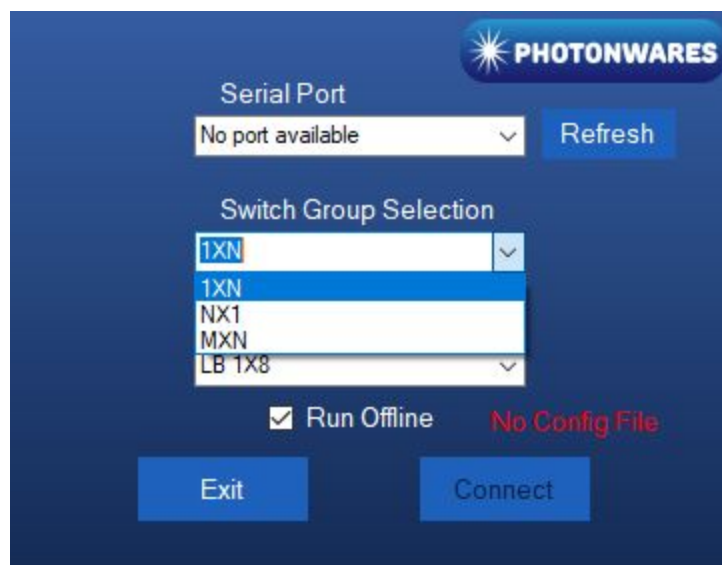 PHOTONWARES
Serial Port
No port available
Refresh
Switch Group Selection
1XN
1XN
NX1
MXN
LB 1X8
Run Offline
No Config File
Exit
Connect